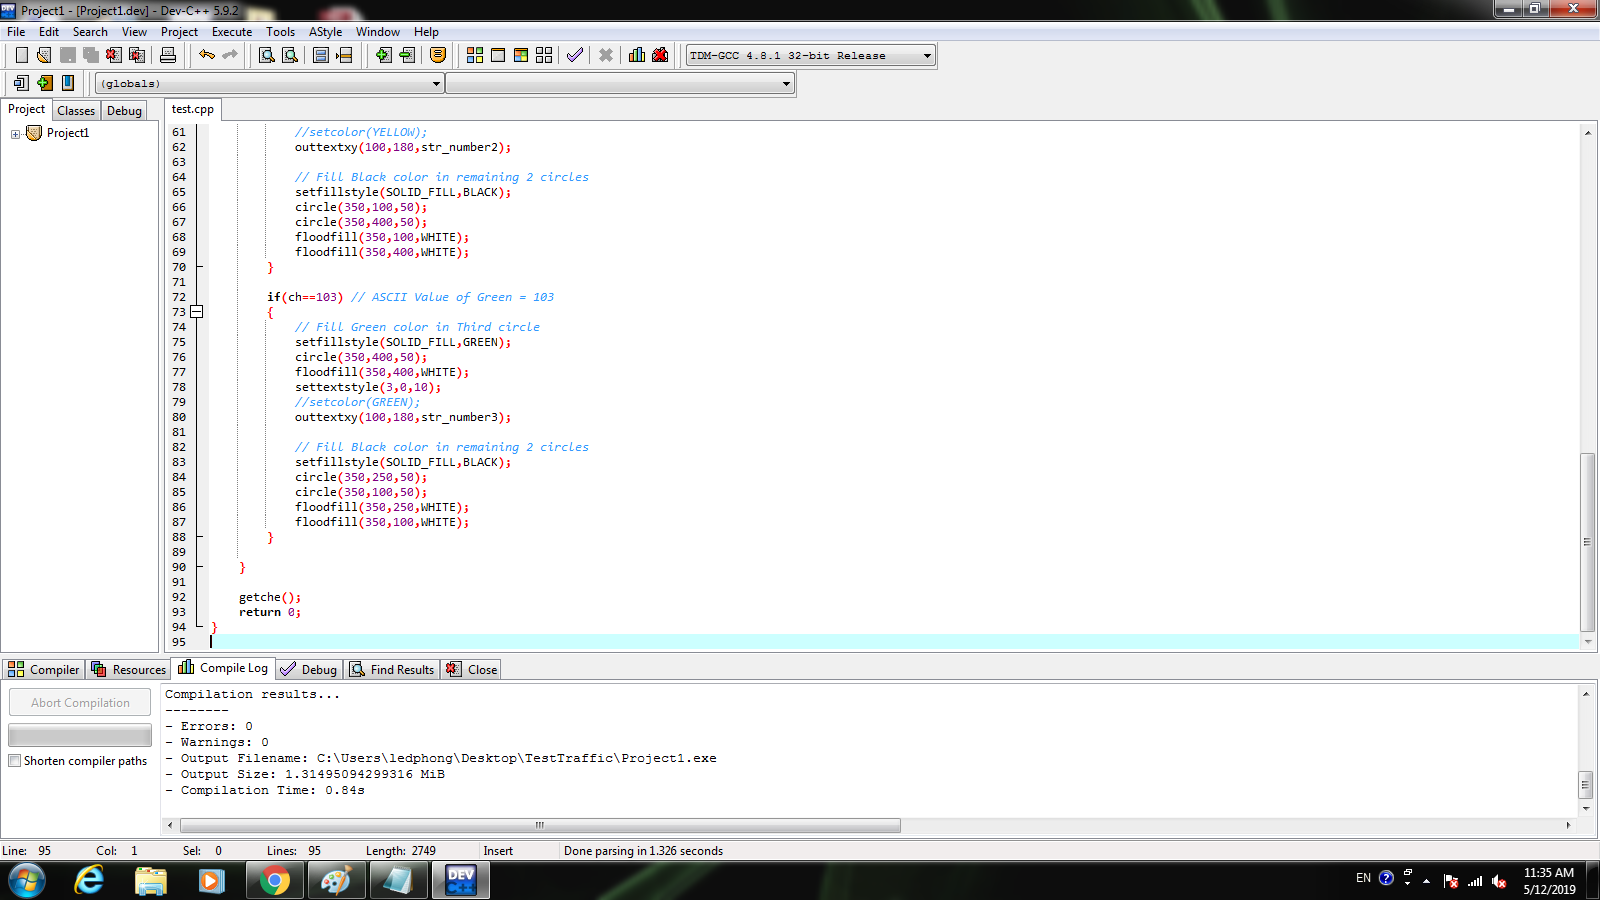 Project1 - [Project1.dev] - Dev-C++ 5.9.2
File Edit Search View Project Execute Tools AStyle Window Help
TDM-GCC 4.8.1 32-bit Release
(globals)
Project Classes Debug
test.cpp
Project1
61 //setcolor(YELLOW);
62 outtextxy(100,180,str_number2);
63
64 // Fill Black color in remaining 2 circles
65 setfillstyle(SOLID_FILL,BLACK);
66 circle(350,100,50);
67 circle(350,400,50);
68 floodfill(350,100,WHITE);
69 floodfill(350,400,WHITE);
70 }
71
72 if(ch==103) // ASCII Value of Green = 103
73 {
74 // Fill Green color in Third circle
75 setfillstyle(SOLID_FILL,GREEN);
76 circle(350,400,50);
77 floodfill(350,400,WHITE);
78 settextstyle(3,0,10);
79 //setcolor(GREEN);
80 outtextxy(100,180,str_number3);
81
82 // Fill Black color in remaining 2 circles
83 setfillstyle(SOLID_FILL,BLACK);
84 circle(350,250,50);
85 circle(350,100,50);
86 floodfill(350,250,WHITE);
87 floodfill(350,100,WHITE);
88 }
89
90 }
91
92 getche();
93 return 0;
94 }
95
Compiler Resources Compile Log Debug Find Results Close
Abort Compilation
Shorten compiler paths
Compilation results...
--------
- Errors: 0
- Warnings: 0
- Output Filename: C:\Users\ledphong\Desktop\TestTraffic\Project1.exe
- Output Size: 1.31495094299316 MiB
- Compilation Time: 0.84s
Line: 95 Col: 1 Sel: 0 Lines: 95 Length: 2749 Insert Done parsing in 1.326 seconds
DEV C++
EN
11:35 AM
5/12/2019